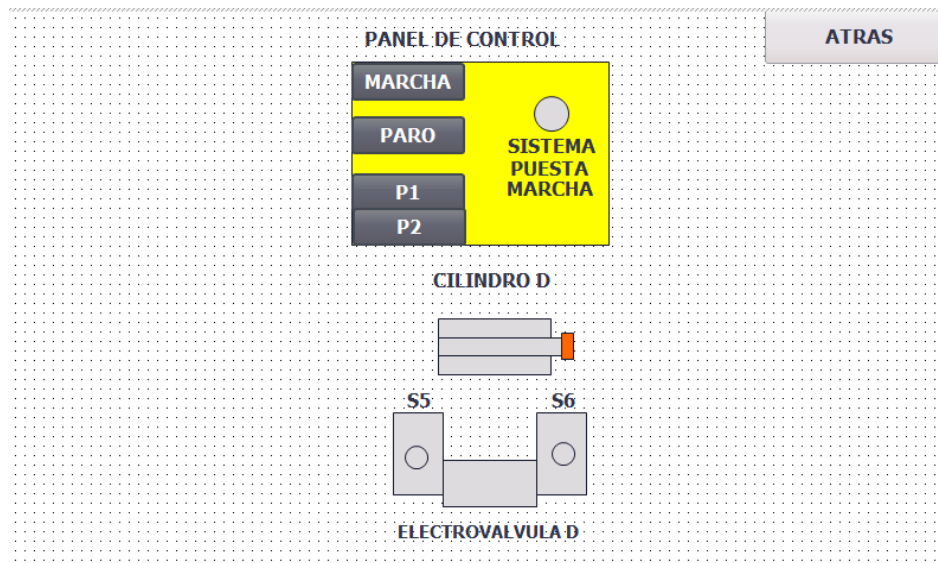 PANEL DE CONTROL
ATRAS
MARCHA
PARO
SISTEMA
PUESTA
MARCHA
P1
P2
CILINDRO D
S5
S6
ELECTROVALVULA D